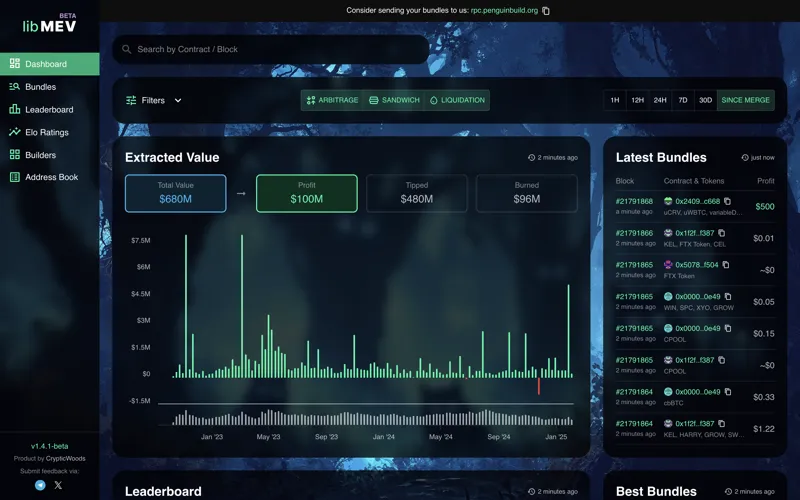 Consider sending your bundles to us: rpc.penguinbuild.org
BETA
libMEV
Dashboard
Bundles
Leaderboard
Elo Ratings
Builders
Address Book
v1.4.1-beta
Product by CrypticWoods
Submit feedback via:
Search by Contract / Block
Filters
ARBITRAGE
SANDWICH
LIQUIDATION
1H
12H
24H
7D
30D
SINCE MERGE
Extracted Value
2 minutes ago
Total Value
$680M
→
Profit
$100M
Tipped
$480M
Burned
$96M
$7.5M
$6M
$4.5M
$3M
$1.5M
$0
-$1.5M
Jan '23
May '23
Sep '23
Jan '24
May '24
Sep '24
Jan '25
Latest Bundles
just now
Block Contract & Tokens Profit
#21791868 0x2409..c668 $500
a minute ago uCRV, uWBTC, variableD...
#21791866 0x1f2f..f387 $0.01
2 minutes ago KEL, FTX Token, CEL
#21791865 0x5078..f504 ~$0
2 minutes ago FTX Token
#21791865 0x0000..0e49 $0.05
2 minutes ago WIN, SPC, XYO, GROW
#21791865 0x0000..0e49 $0.15
2 minutes ago CPOOL
#21791865 0x1f2f..f387 ~$0
2 minutes ago CPOOL
#21791864 0x0000..0e49 $0.33
2 minutes ago cbBTC
#21791864 0x1f2f..f387 $1.22
2 minutes ago KEL, HARRY, GROW, SW...
Leaderboard
2 minutes ago
Best Bundles
2 minutes ago